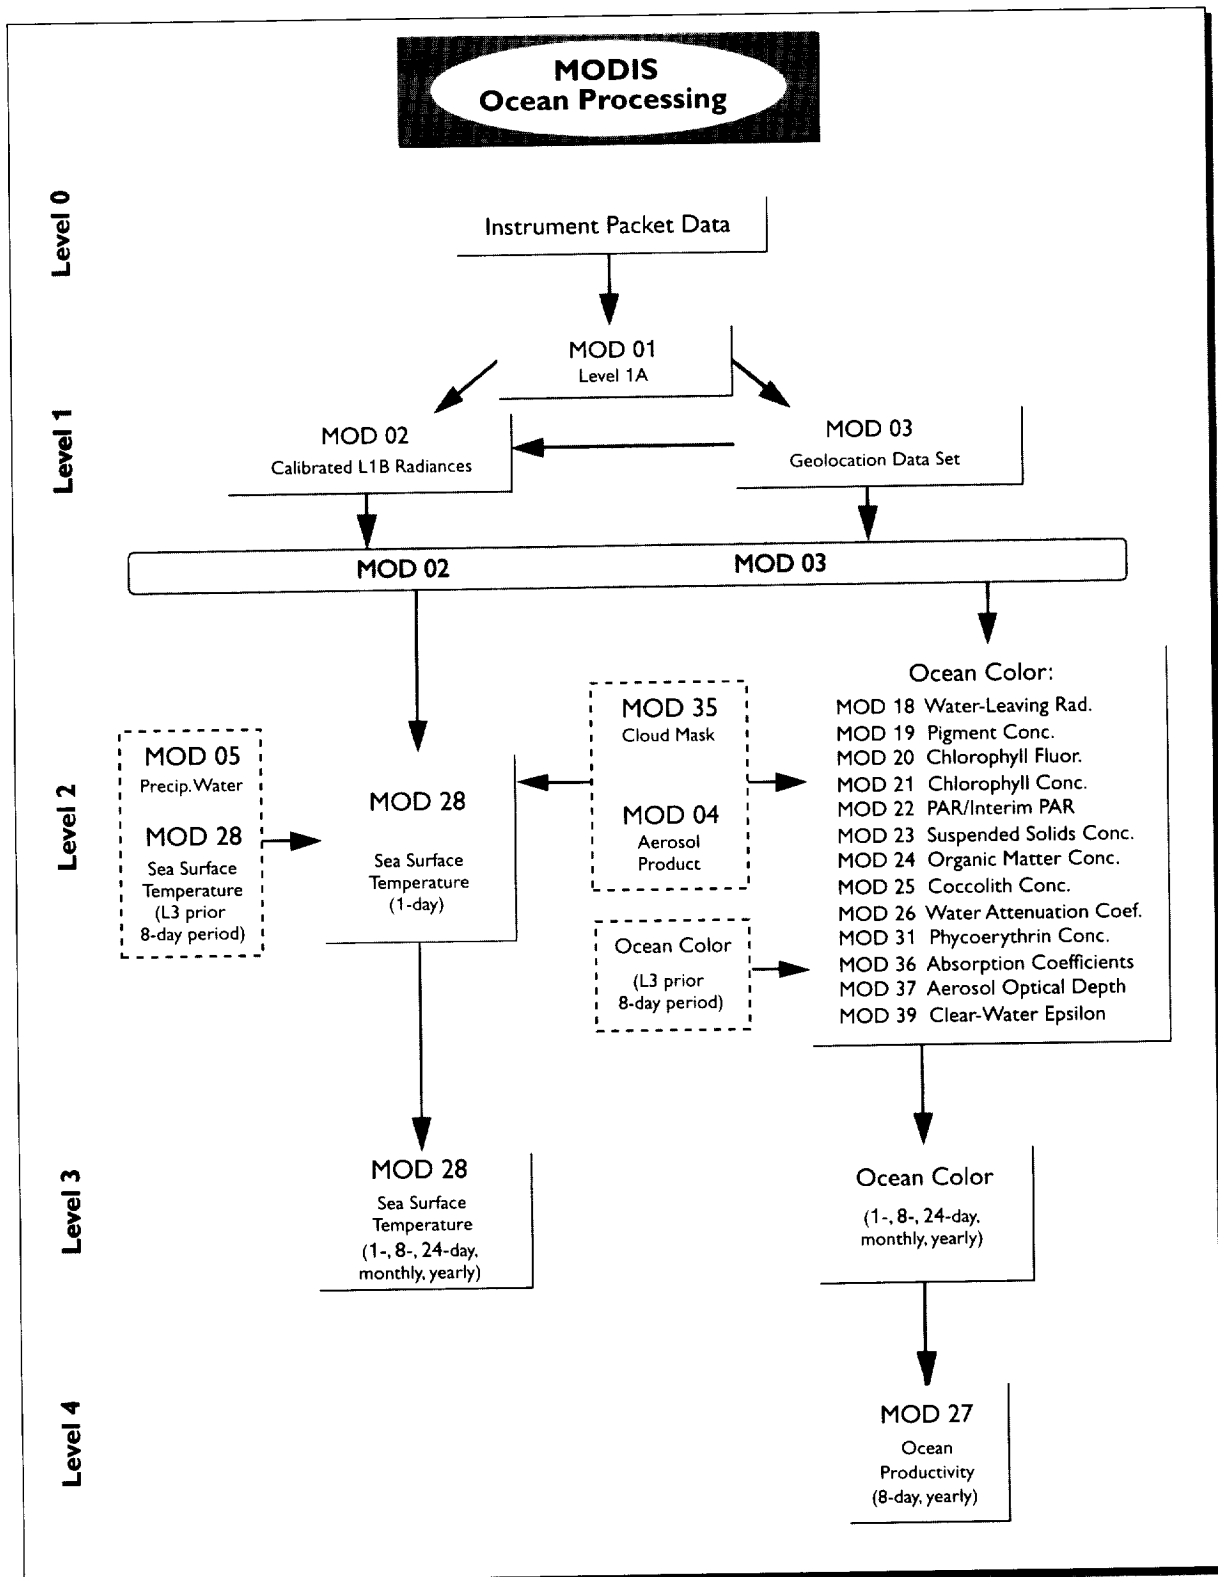 MODIS
Ocean Processing
Level 0
Instrument Packet Data
Level 1
MOD 01
Level 1A
MOD 02
Calibrated L1B Radiances
MOD 03
Geolocation Data Set
MOD 02
MOD 03
Level 2
MOD 05
Precip. Water
MOD 28
Sea Surface
Temperature
(L3 prior
8-day period)
MOD 28
Sea Surface
Temperature
(1-day)
MOD 35
Cloud Mask
MOD 04
Aerosol
Product
Ocean Color
(L3 prior
8-day period)
Ocean Color:
MOD 18 Water-Leaving Rad.
MOD 19 Pigment Conc.
MOD 20 Chlorophyll Fluor.
MOD 21 Chlorophyll Conc.
MOD 22 PAR/Interim PAR
MOD 23 Suspended Solids Conc.
MOD 24 Organic Matter Conc.
MOD 25 Coccolith Conc.
MOD 26 Water Attenuation Coef.
MOD 31 Phycoerythrin Conc.
MOD 36 Absorption Coefficients
MOD 37 Aerosol Optical Depth
MOD 39 Clear-Water Epsilon
Level 3
MOD 28
Sea Surface
Temperature
(1-, 8-, 24-day,
monthly, yearly)
Ocean Color
(1-, 8-, 24-day,
monthly, yearly)
Level 4
MOD 27
Ocean
Productivity
(8-day, yearly)